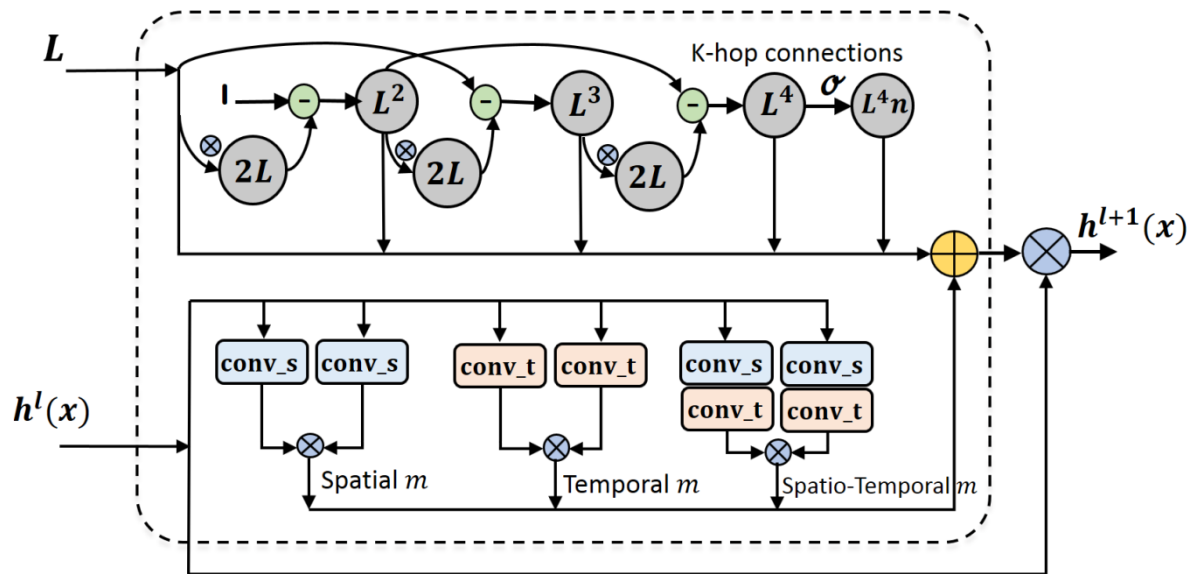 K-hop connections
L
I - L² - L³ - L⁴ σ L⁴n
2L 2L 2L
hˡ⁺¹(x)
conv_s conv_s conv_t conv_t conv_s conv_s
conv_t conv_t
hˡ(x)
Spatial m Temporal m Spatio-Temporal m